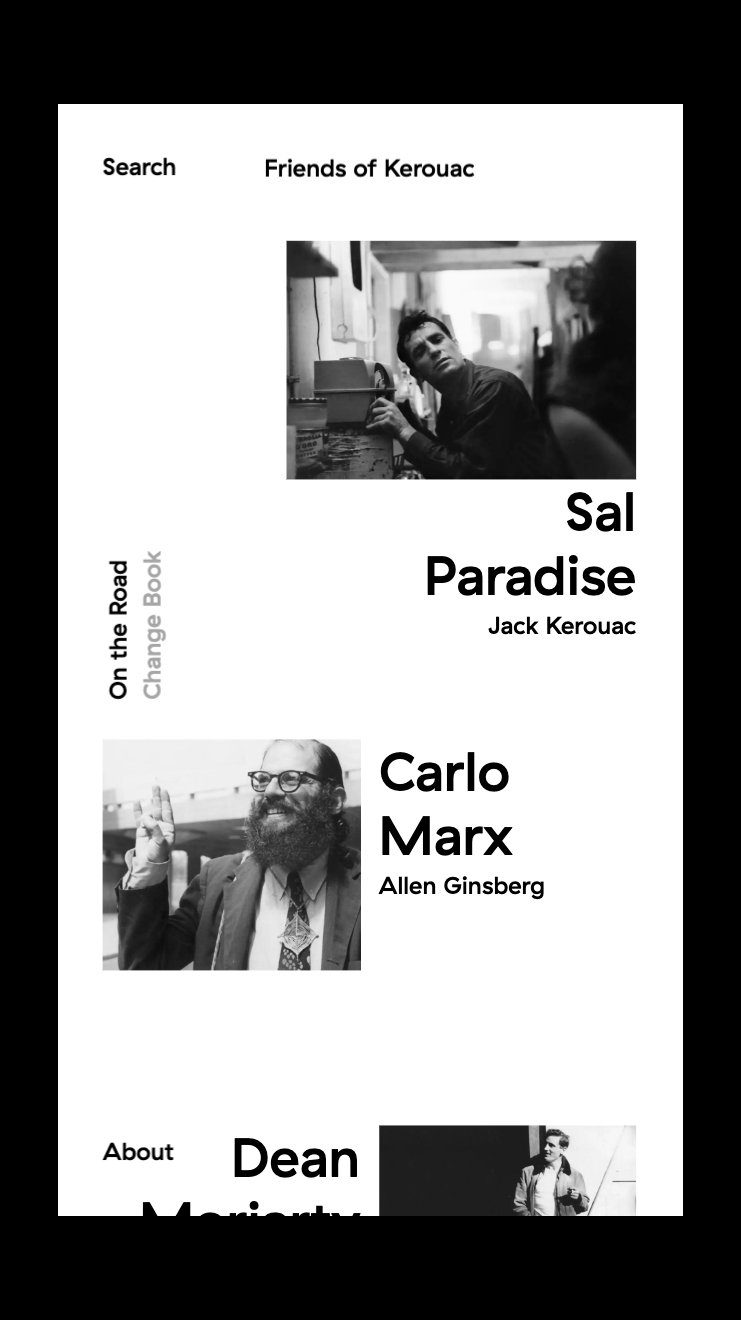 Search
Friends of Kerouac
Sal
Paradise
Jack Kerouac
On the Road
Change Book
Carlo
Marx
Allen Ginsberg
About
Dean
Moriarty